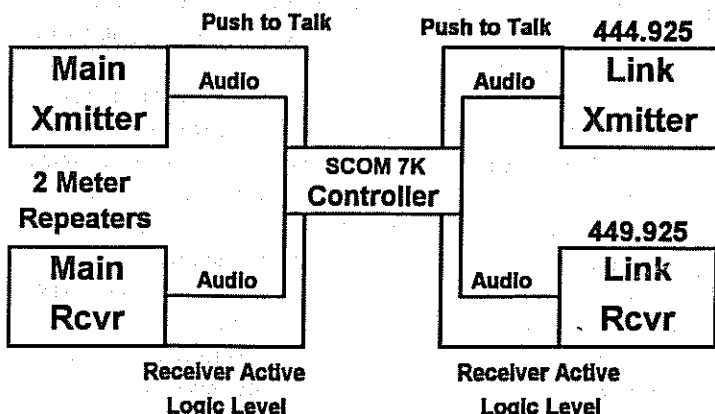 Push to Talk
Push to Talk
444.925
Main
Xmitter
Audio
Audio
Link
Xmitter
SCOM 7K
Controller
2 Meter
Repeaters
449.925
Main
Rcvr
Audio
Audio
Link
Rcvr
Receiver Active
Logic Level
Receiver Active
Logic Level